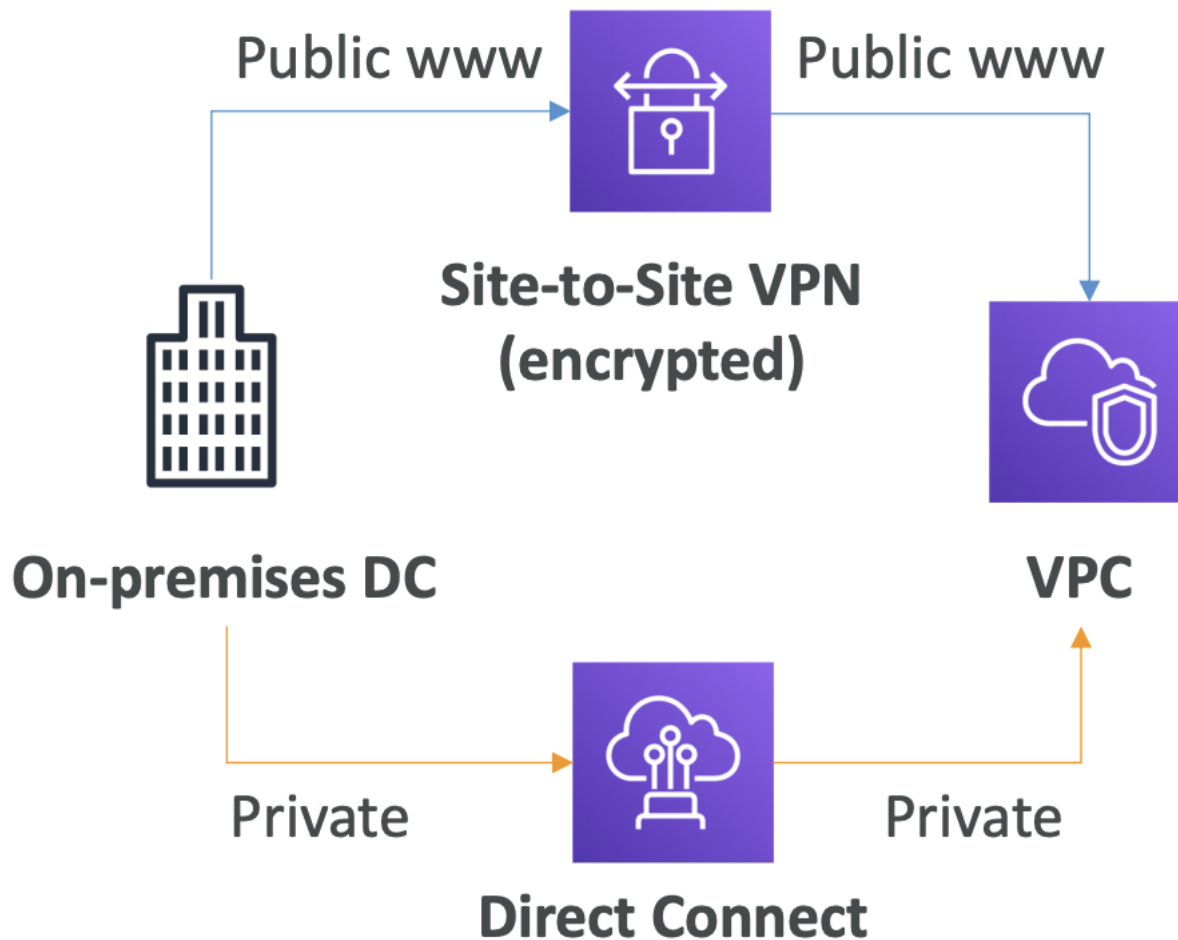 Public www
Public www
Site-to-Site VPN
(encrypted)
On-premises DC
VPC
Private
Private
Direct Connect